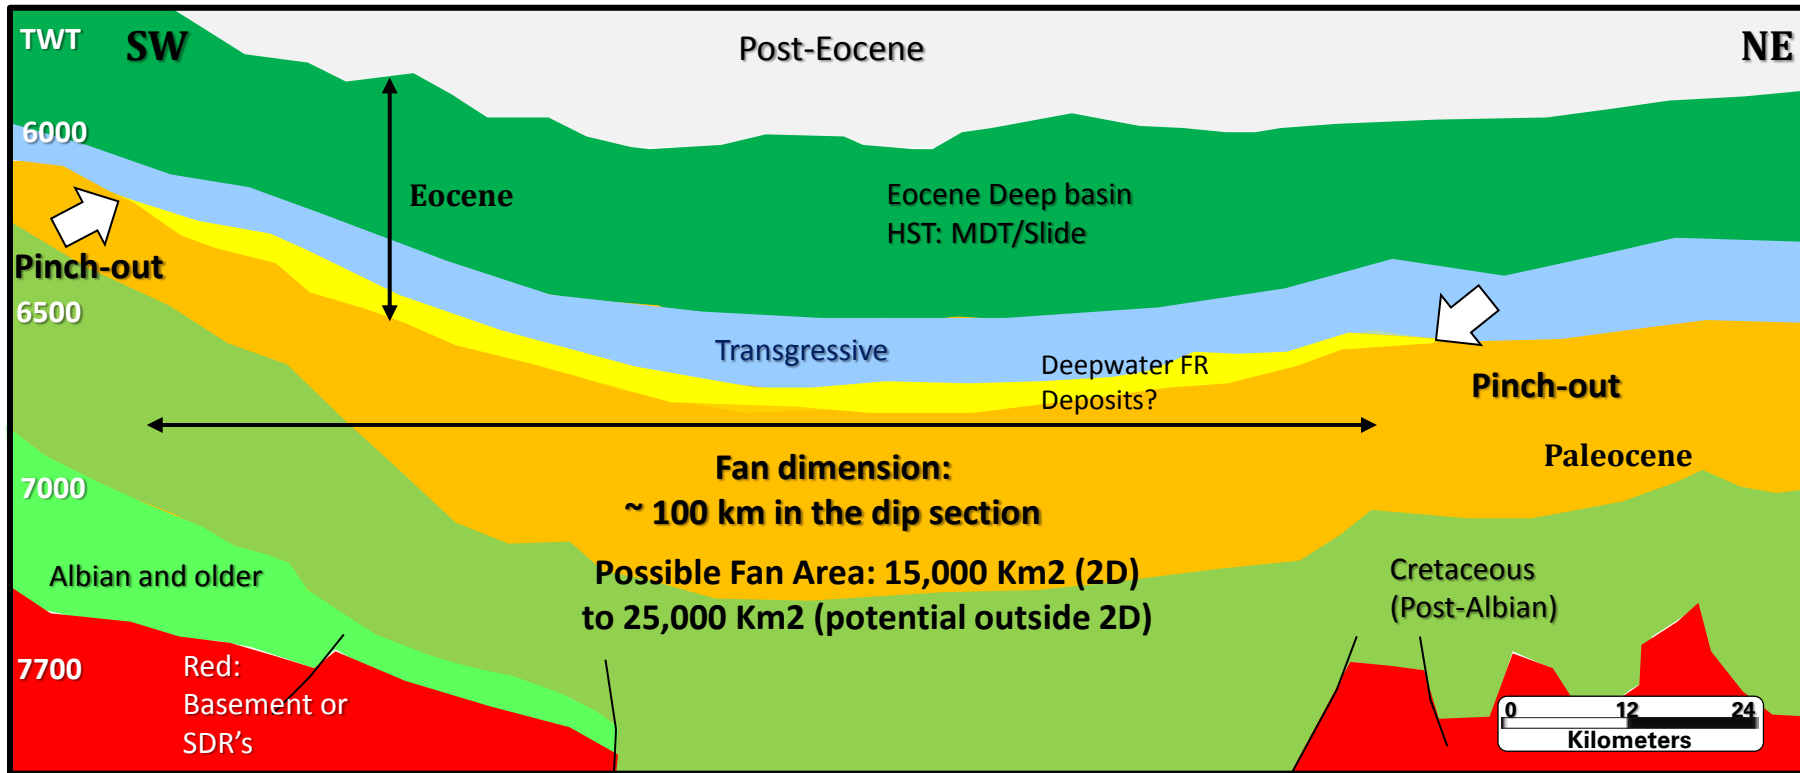 TWT
SW
Post-Eocene
NE
6000
Eocene
Eocene Deep basin
HST: MDT/Slide
Pinch-out
6500
Transgressive
Deepwater FR
Deposits?
Pinch-out
Paleocene
Fan dimension:
~ 100 km in the dip section
7000
Possible Fan Area: 15,000 Km2 (2D)
to 25,000 Km2 (potential outside 2D)
Albian and older
Cretaceous
(Post-Albian)
7700
Red:
Basement or
SDR's
0 12 24
Kilometers